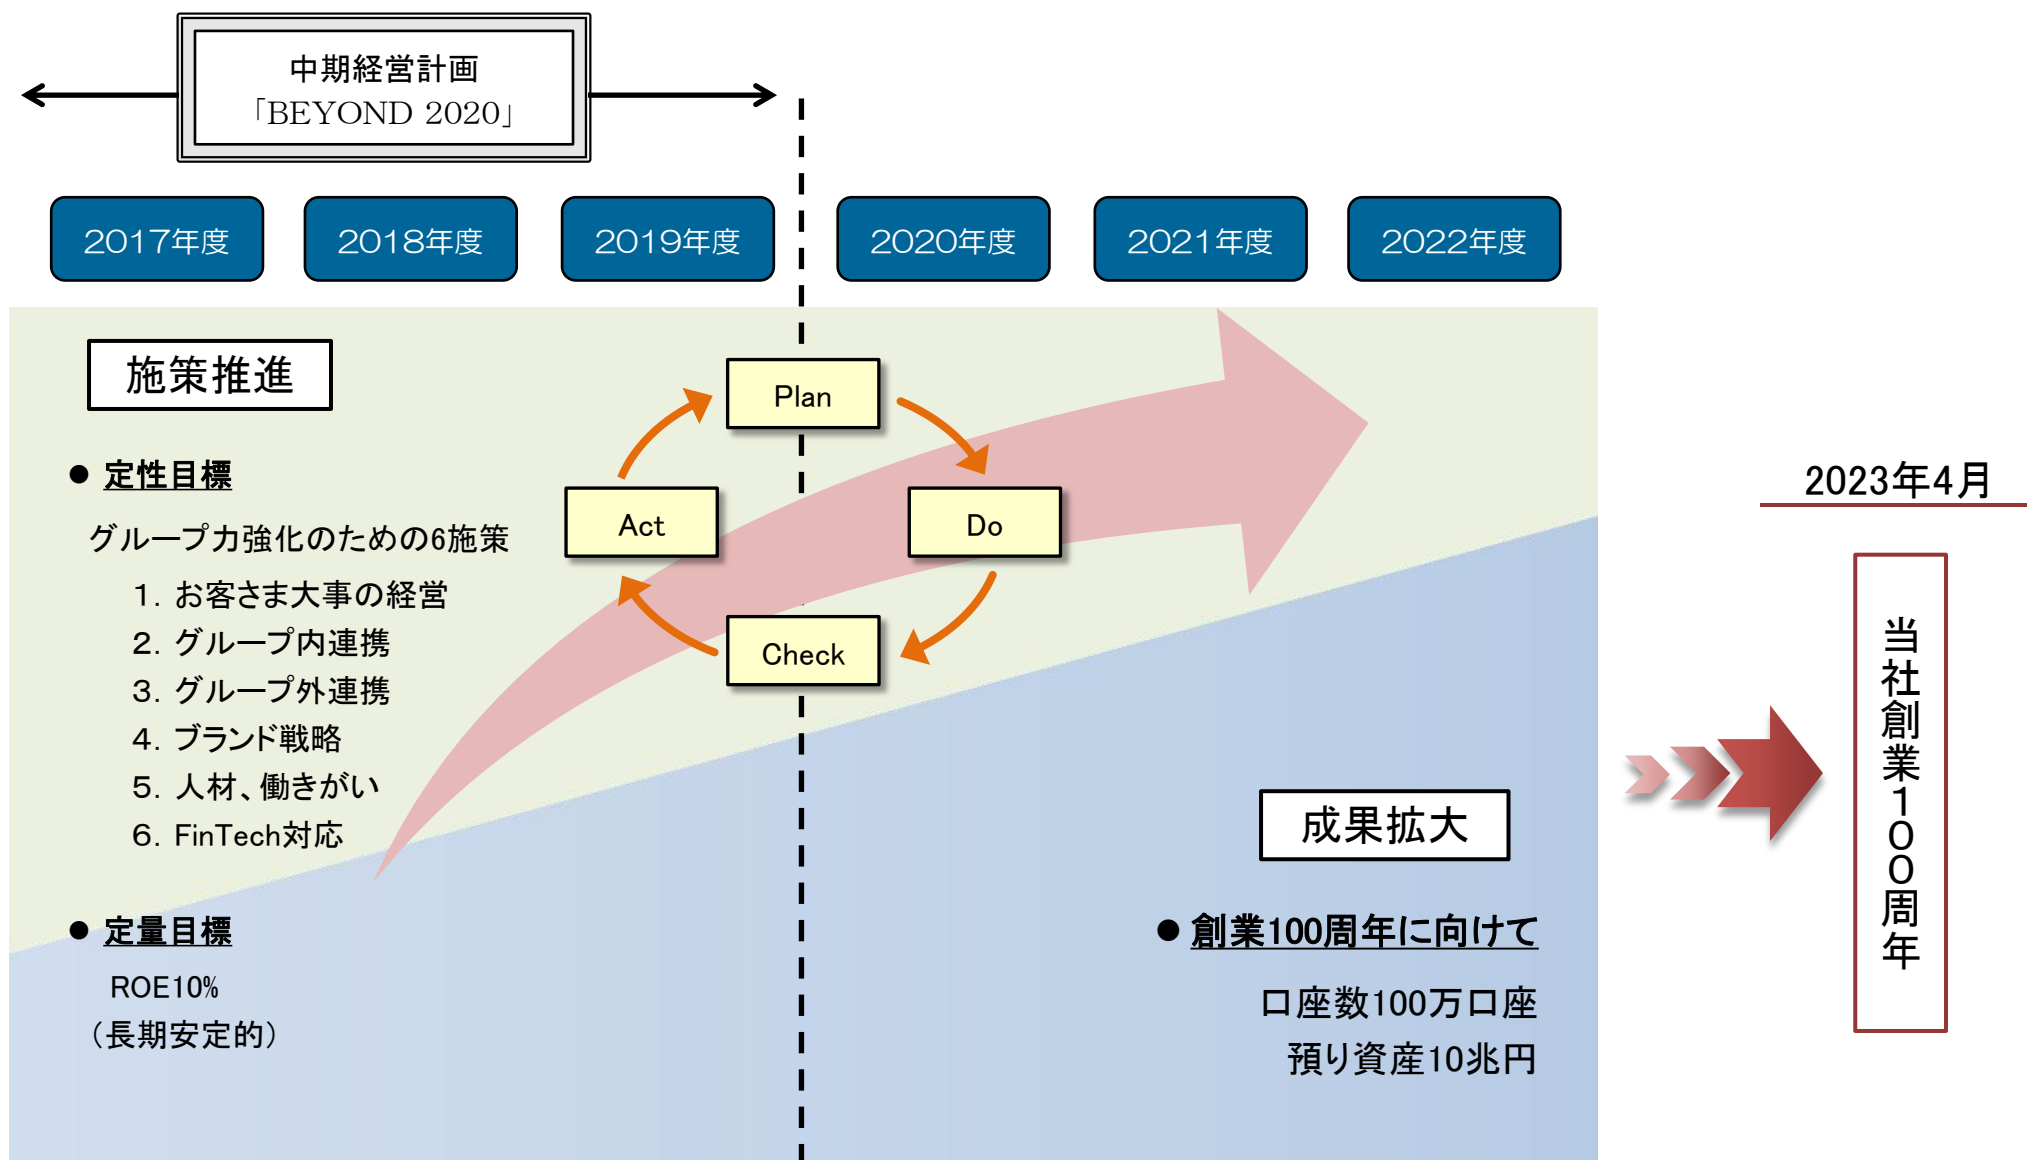 中期経営計画
「BEYOND 2020」
2017年度
2018年度
2019年度
2020年度
2021年度
2022年度
施策推進
● 定性目標
グループ力強化のための6施策
1. お客さま大事の経営
2. グループ内連携
3. グループ外連携
4. ブランド戦略
5. 人材、働きがい
6. FinTech対応
● 定量目標
ROE10%
（長期安定的）
Plan
Do
Check
Act
成果拡大
● 創業100周年に向けて
口座数100万口座
預り資産10兆円
2023年4月
当社創業100周年